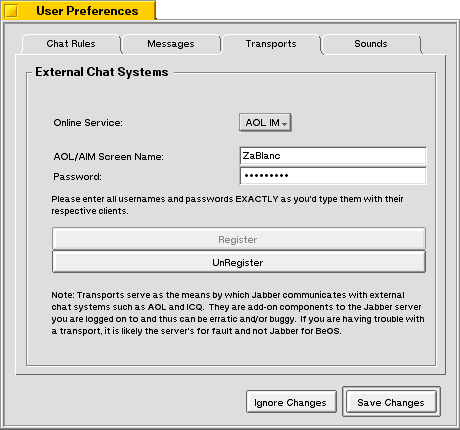 User Preferences
Chat Rules
Messages
Transports
Sounds
External Chat Systems
Online Service:
AOL IM
AOL/AIM Screen Name:
ZaBlanc
Password:
•••••••••
Please enter all usernames and passwords EXACTLY as you'd type them with their
respective clients.
Register
UnRegister
Note: Transports serve as the means by which Jabber communicates with external
chat systems such as AOL and ICQ. They are add-on components to the Jabber server
you are logged on to and thus can be erratic and/or buggy. If you are having trouble with
a transport, it is likely the server's for fault and not Jabber for BeOS.
Ignore Changes
Save Changes